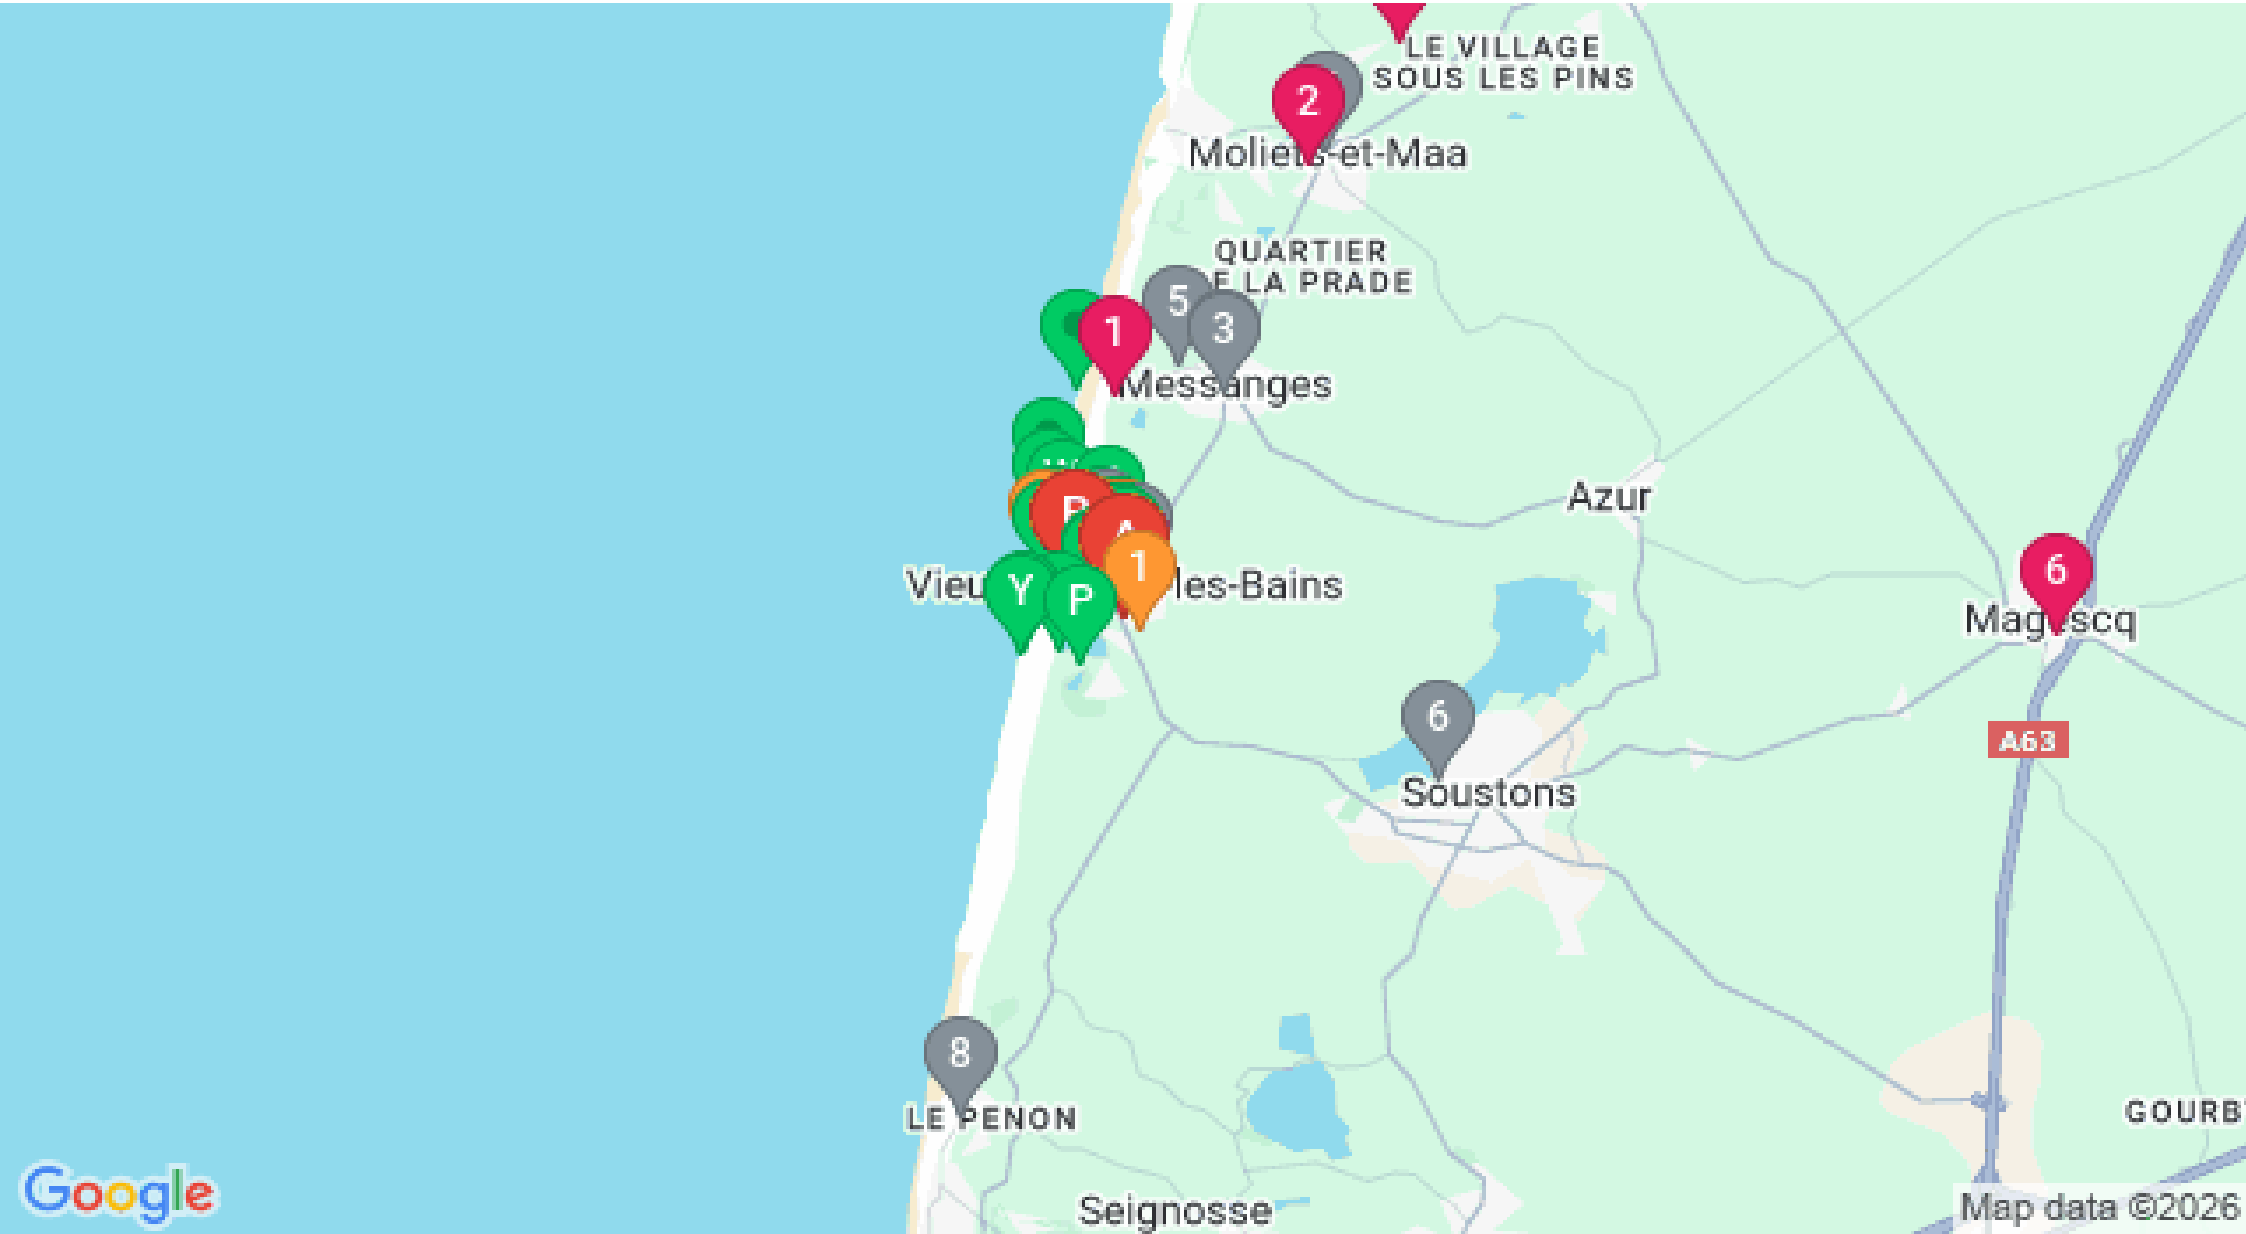 LE VILLAGE
SOUS LES PINS
2
Moliets-et-Maa
QUARTIER
LA PRADE
5
3
1
Messanges
Azur
1
Y
P
les-Bains
6
Magescq
6
A63
Soustons
8
LE PENON
Seignosse
Google
Map data ©2026